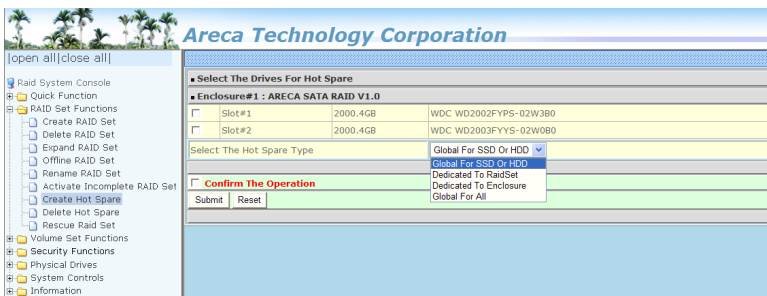 Areca Technology Corporation
|open all|close all|
Raid System Console
Quick Function
RAID Set Functions
Create RAID Set
Delete RAID Set
Expand RAID Set
Offline RAID Set
Rename RAID Set
Activate Incomplete RAID Set
Create Hot Spare
Delete Hot Spare
Rescue Raid Set
Volume Set Functions
Security Functions
Physical Drives
System Controls
Information
Select The Drives For Hot Spare
Enclosure#1 : ARECA SATA RAID V1.0
Slot#1 2000.4GB WDC WD2002FYPS-02W3B0
Slot#2 2000.4GB WDC WD2003FYYS-02W0B0
Select The Hot Spare Type Global For SSD Or HDD
Global For SSD Or HDD
Dedicated To RaidSet
Dedicated To Enclosure
Global For All
Confirm The Operation
Submit Reset